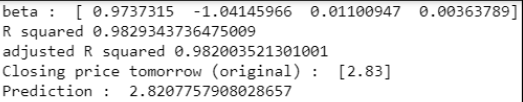 beta :  [ 0.9737315  -1.04145966  0.01100947  0.00363789]
R squared 0.9829343736475009
adjusted R squared 0.982003521301001
Closing price tomorrow (original) :  [2.83]
Prediction :  2.8207757908028657